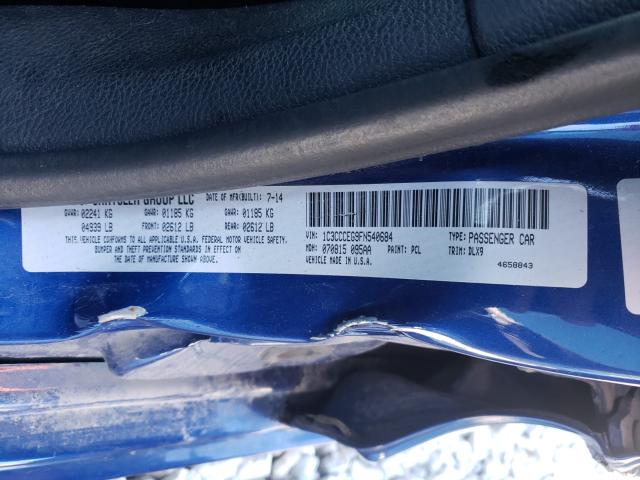 CHRYSLER GROUP LLC DATE OF MFR(BUILT): 7-14
GVWR: 02241 KG GAWR: 01185 KG GAWR: 01185 KG
04939 LB FRONT: 02612 LB REAR: 02612 LB
THIS VEHICLE CONFORMS TO ALL APPLICABLE U.S.A. FEDERAL MOTOR VEHICLE SAFETY,
BUMPER AND THEFT PREVENTION STANDARDS IN EFFECT ON
THE DATE OF MANUFACTURE SHOWN ABOVE.
VIN: 1C3CCCEG9FN540684 TYPE: PASSENGER CAR
MDH: 070815 095AA PAINT: PCL TRIM: DLX9
VEHICLE MADE IN U.S.A. 4658843